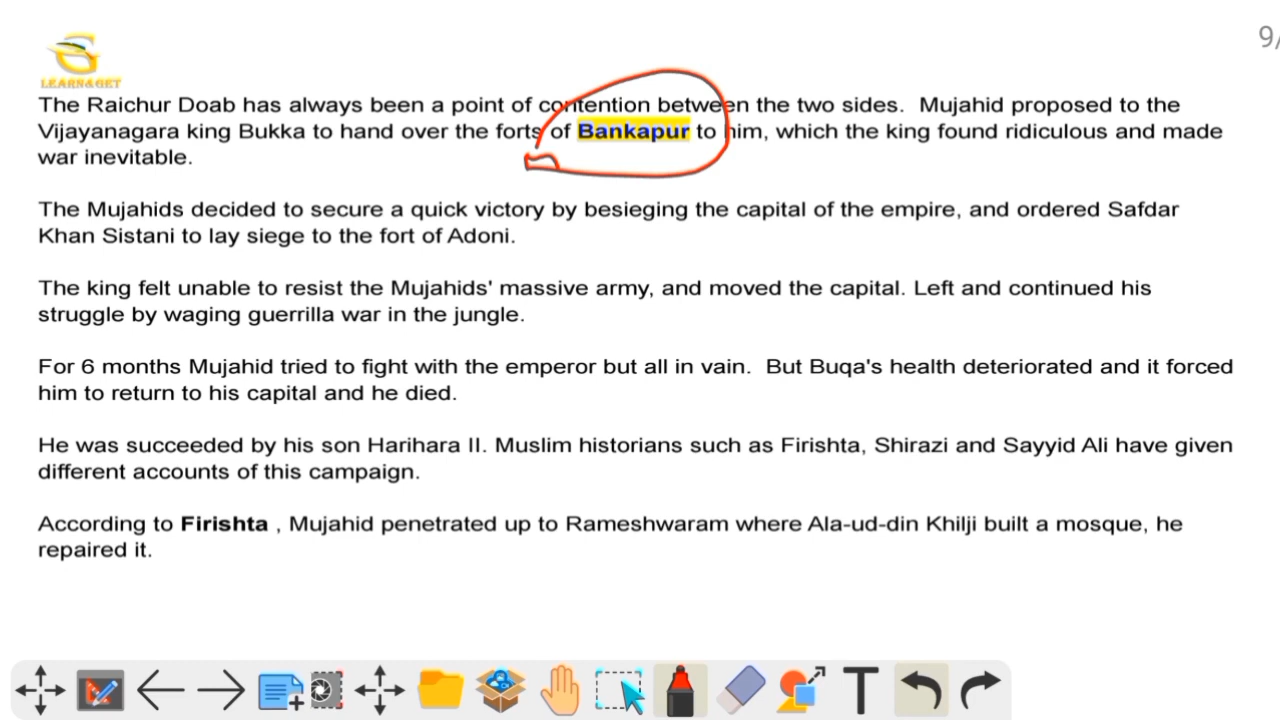 9/
LEARN&GET
The Raichur Doab has always been a point of contention between the two sides.  Mujahid proposed to the
Vijayanagara king Bukka to hand over the forts of Bankapur to him, which the king found ridiculous and made
war inevitable.
The Mujahids decided to secure a quick victory by besieging the capital of the empire, and ordered Safdar
Khan Sistani to lay siege to the fort of Adoni.
The king felt unable to resist the Mujahids' massive army, and moved the capital. Left and continued his
struggle by waging guerrilla war in the jungle.
For 6 months Mujahid tried to fight with the emperor but all in vain.  But Buqa's health deteriorated and it forced
him to return to his capital and he died.
He was succeeded by his son Harihara II. Muslim historians such as Firishta, Shirazi and Sayyid Ali have given
different accounts of this campaign.
According to Firishta , Mujahid penetrated up to Rameshwaram where Ala-ud-din Khilji built a mosque, he
repaired it.
T